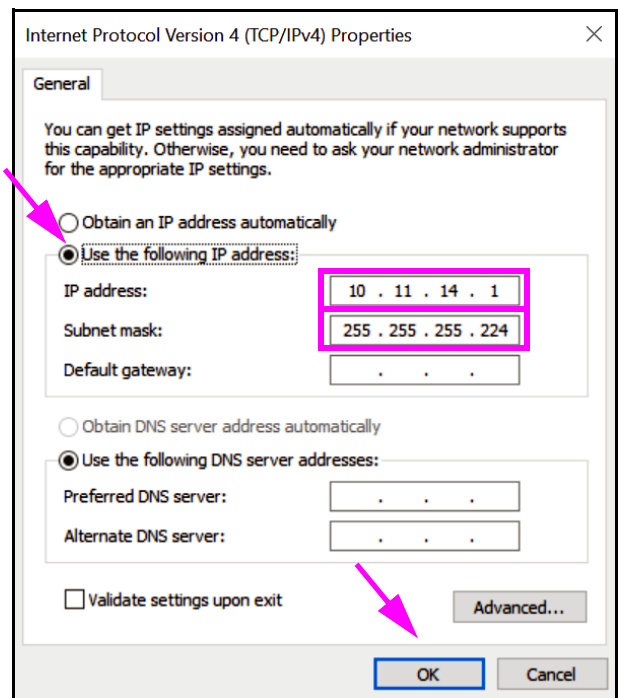 Internet Protocol Version 4 (TCP/IPv4) Properties
General
You can get IP settings assigned automatically if your network supports
this capability. Otherwise, you need to ask your network administrator
for the appropriate IP settings.
Obtain an IP address automatically
Use the following IP address:
IP address: 10 . 11 . 14 . 1
Subnet mask: 255 . 255 . 255 . 224
Default gateway: . . .
Obtain DNS server address automatically
Use the following DNS server addresses:
Preferred DNS server: . . .
Alternate DNS server: . . .
Validate settings upon exit
Advanced...
OK Cancel